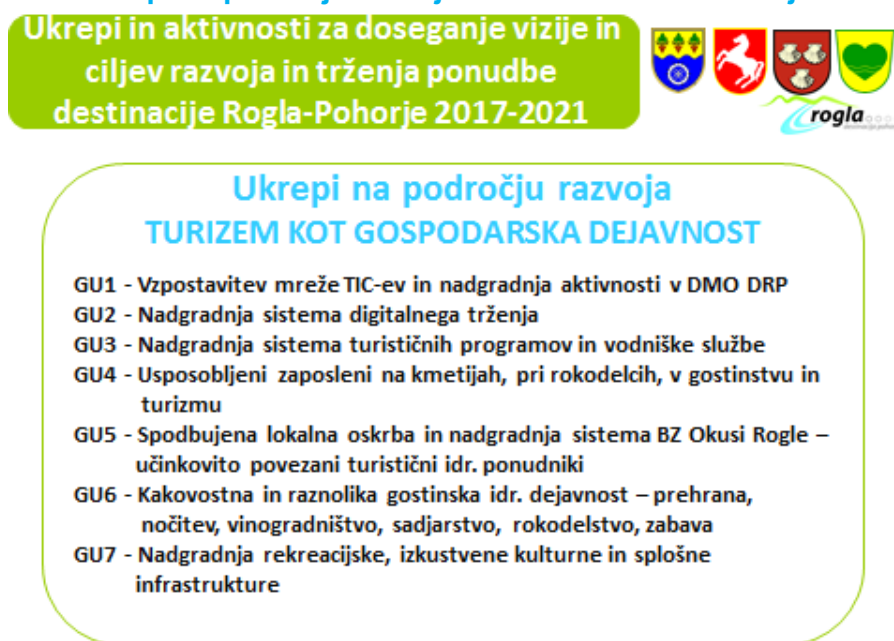 Ukrepi in aktivnosti za doseganje vizije in
ciljev razvoja in trženja ponudbe
destinacije Rogla-Pohorje 2017-2021
rogla
Ukrepi na področju razvoja
TURIZEM KOT GOSPODARSKA DEJAVNOST
GU1 - Vzpostavitev mreže TIC-ev in nadgradnja aktivnosti v DMO DRP
GU2 - Nadgradnja sistema digitalnega trženja
GU3 - Nadgradnja sistema turističnih programov in vodniške službe
GU4 - Usposobljeni zaposleni na kmetijah, pri rokodelcih, v gostinstvu in
turizmu
GU5 - Spodbujena lokalna oskrba in nadgradnja sistema BZ Okusi Rogle –
učinkovito povezani turistični idr. ponudniki
GU6 - Kakovostna in raznolika gostinska idr. dejavnost – prehrana,
nočitev, vinogradništvo, sadjarstvo, rokodelstvo, zabava
GU7 - Nadgradnja rekreacijske, izkustvene kulturne in splošne
infrastrukture